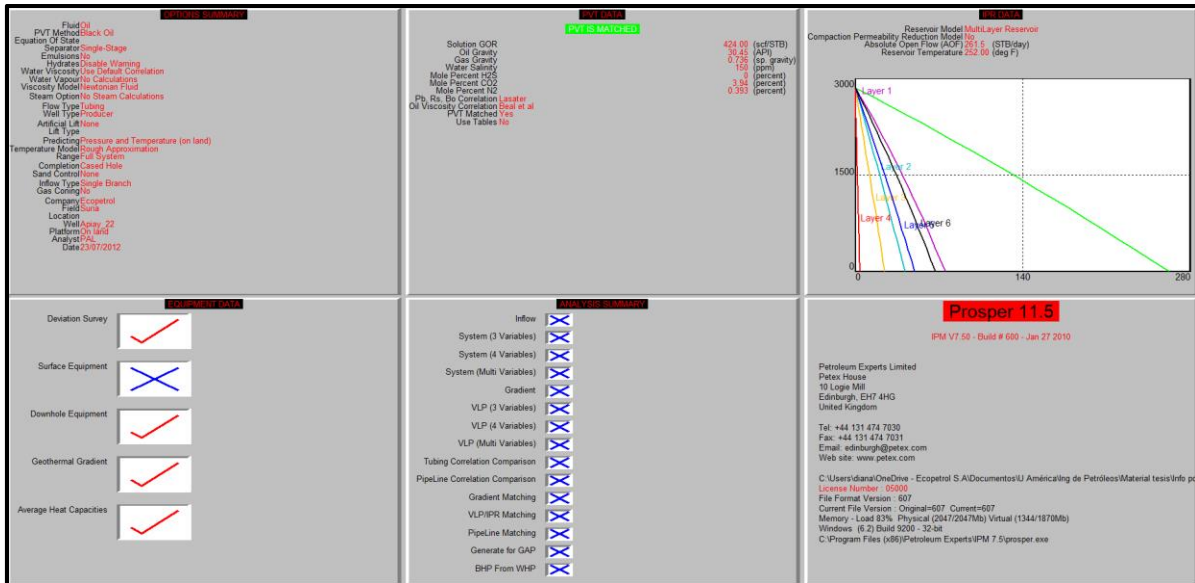 OPTIONS SUMMARY
Fluid Oil
PVT Method Black Oil
Equation Of State
Separator Single-Stage
Emulsions No
Hydrates Disable Warning
Water Viscosity Use Default Correlation
Water Vapour No Calculations
Viscosity Model Newtonian Fluid
Steam Option No Steam Calculations
Flow Type Tubing
Well Type Producer
Artificial Lift None
Lift Type
Predicting Pressure and Temperature (on land)
Temperature Model Rough Approximation
Range Full System
Completion Cased Hole
Sand Control None
Inflow Type Single Branch
Gas Coning No
Company Ecopetrol
Field Suria
Location
Well Apiay_22
Platform On land
Analyst PAL
Date 23/07/2012
PVT DATA
PVT IS MATCHED
Solution GOR 424.00 (scf/STB)
Oil Gravity 30.45 (API)
Gas Gravity 0.736 (sp. gravity)
Water Salinity 150 (ppm)
Mole Percent H2S 0 (percent)
Mole Percent CO2 3.94 (percent)
Mole Percent N2 0.393 (percent)
Pb, Rs, Bo Correlation Lasater
Oil Viscosity Correlation Beal et al
PVT Matched Yes
Use Tables No
IPR DATA
Reservoir Model MultiLayer Reservoir
Compaction Permeability Reduction Model No
Absolute Open Flow (AOF) 261.5 (STB/day)
Reservoir Temperature 252.00 (deg F)
3000
Layer 1
1500
Layer 2
Layer 3
Layer 4
Layer 5
Layer 6
0
0
140
280
EQUIPMENT DATA
Deviation Survey
Surface Equipment
Downhole Equipment
Geothermal Gradient
Average Heat Capacities
ANALYSIS SUMMARY
Inflow
System (3 Variables)
System (4 Variables)
System (Multi Variables)
Gradient
VLP (3 Variables)
VLP (4 Variables)
VLP (Multi Variables)
Tubing Correlation Comparison
PipeLine Correlation Comparison
Gradient Matching
VLP/IPR Matching
PipeLine Matching
Generate for GAP
BHP From WHP
Prosper 11.5
IPM V7.50 - Build # 600 - Jan 27 2010
Petroleum Experts Limited
Petex House
10 Logie Mill
Edinburgh, EH7 4HG
United Kingdom
Tel: +44 131 474 7030
Fax: +44 131 474 7031
Email: edinburgh@petex.com
Web site: www.petex.com
C:\Users\diana\OneDrive - Ecopetrol S.A\Documentos\U América\Ing de Petróleos\Material tesis\Info po
License Number : 05000
File Format Version : 607
Current File Version : Original=607 Current=607
Memory - Load 83% Physical (2047/2047Mb) Virtual (1344/1870Mb)
Windows (6.2) Build 9200 - 32-bit
C:\Program Files (x86)\Petroleum Experts\IPM 7.5\prosper.exe